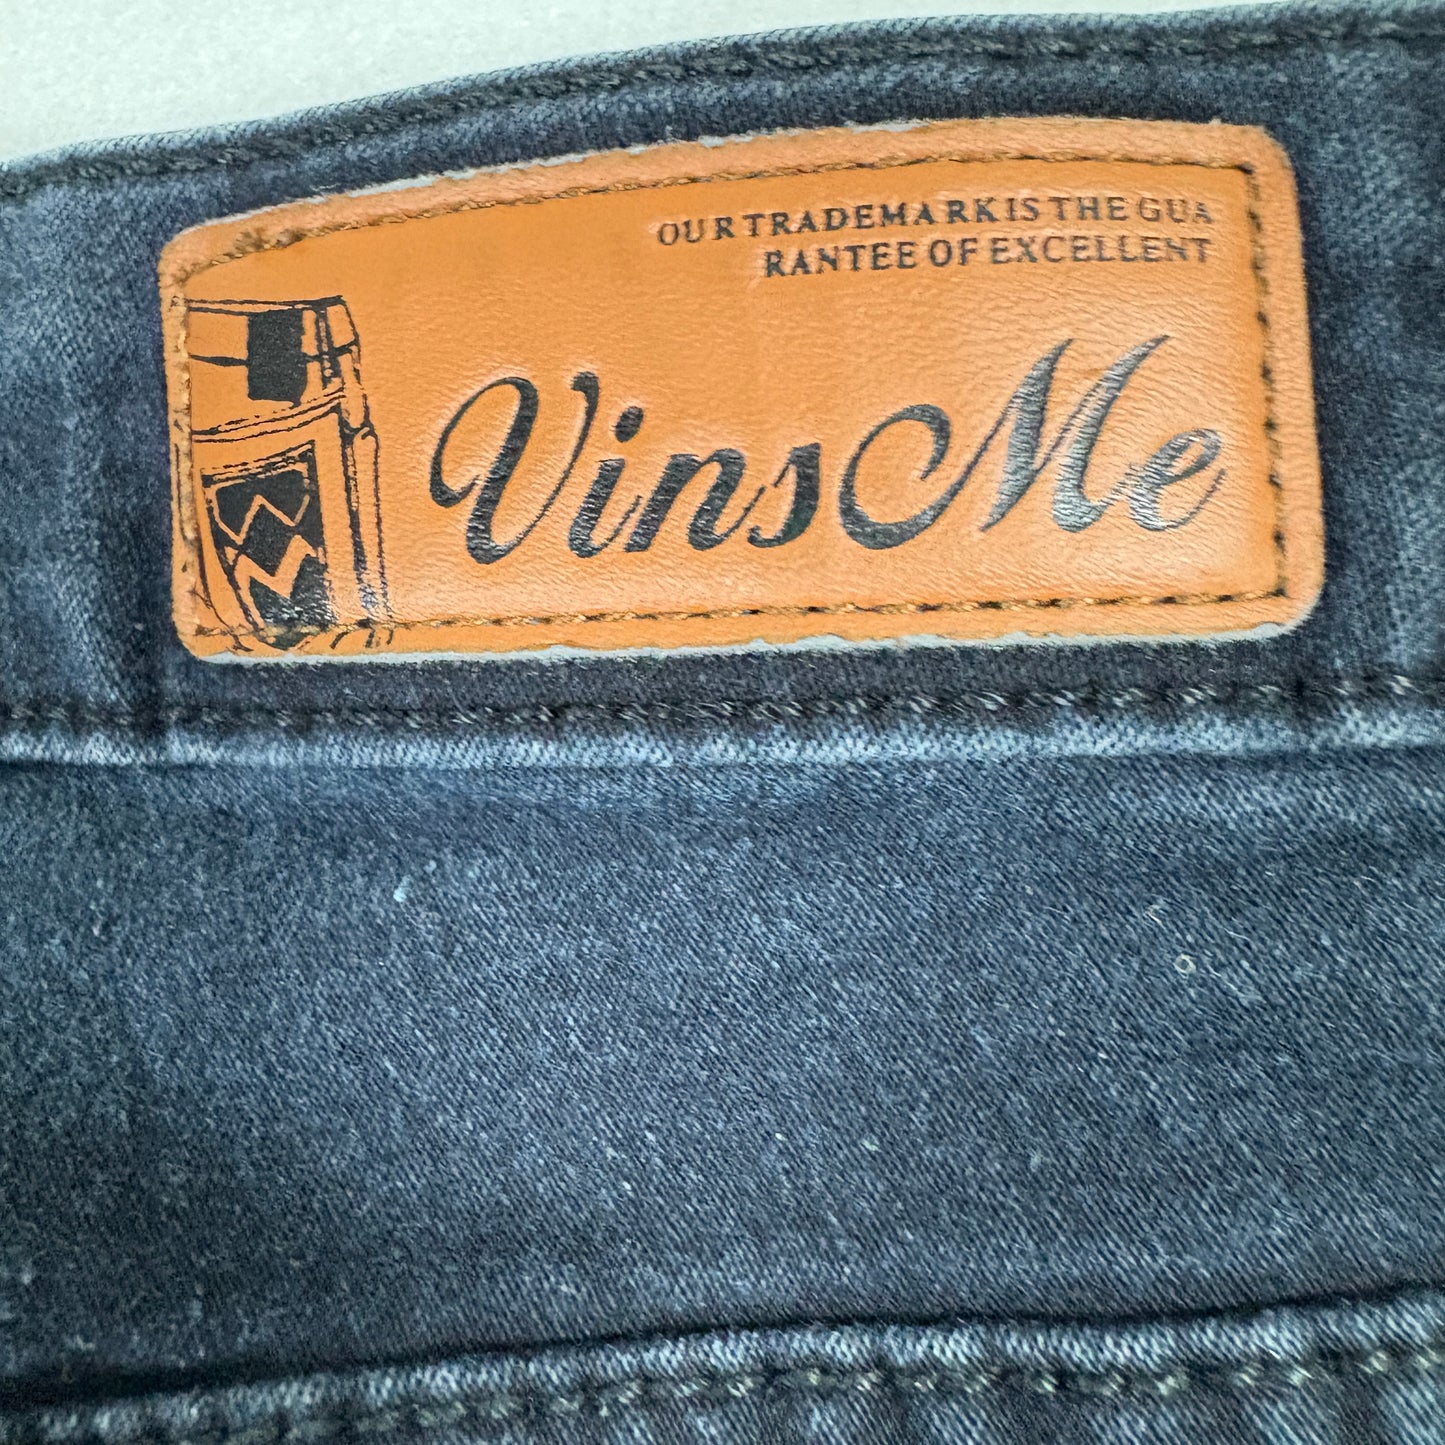 OUR TRADEMARK IS THE GUA
RANTEE OF EXCELLENT
VinsMe